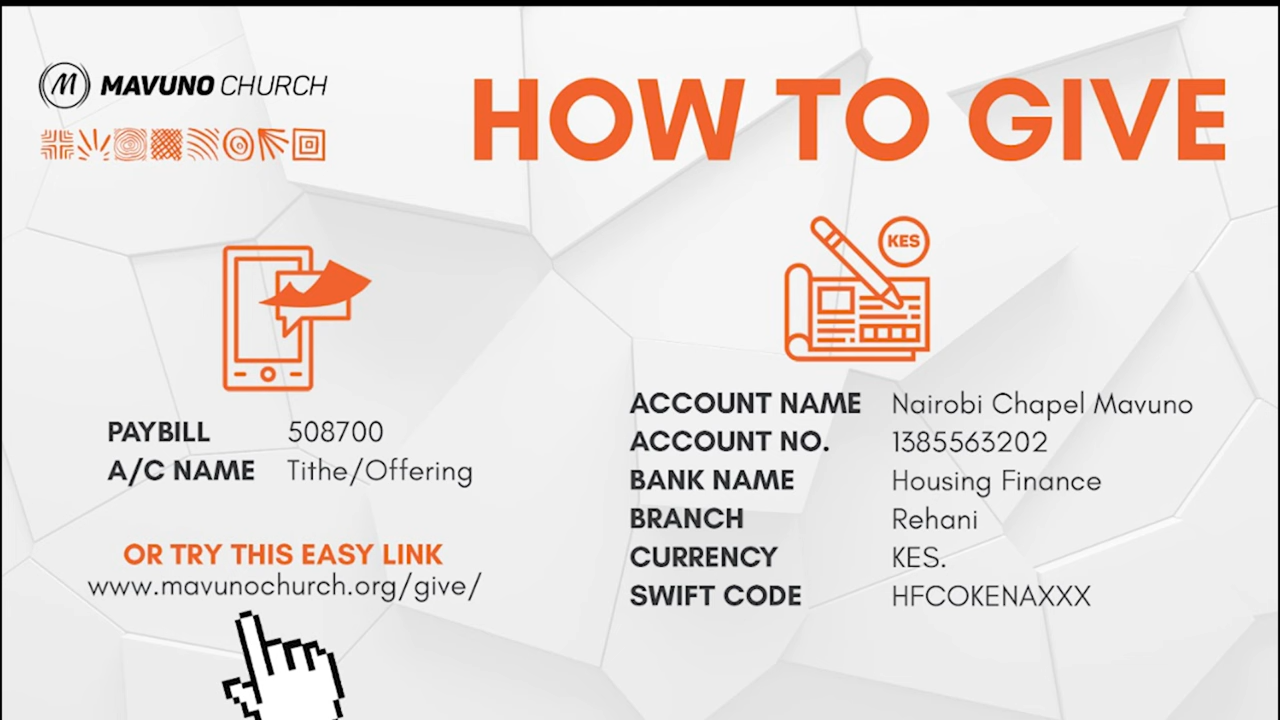 MAVUNO CHURCH
HOW TO GIVE
KES
PAYBILL 508700
A/C NAME Tithe/Offering
OR TRY THIS EASY LINK
www.mavunochurch.org/give/
ACCOUNT NAME Nairobi Chapel Mavuno
ACCOUNT NO. 1385563202
BANK NAME Housing Finance
BRANCH Rehani
CURRENCY KES.
SWIFT CODE HFCOKENAXXX